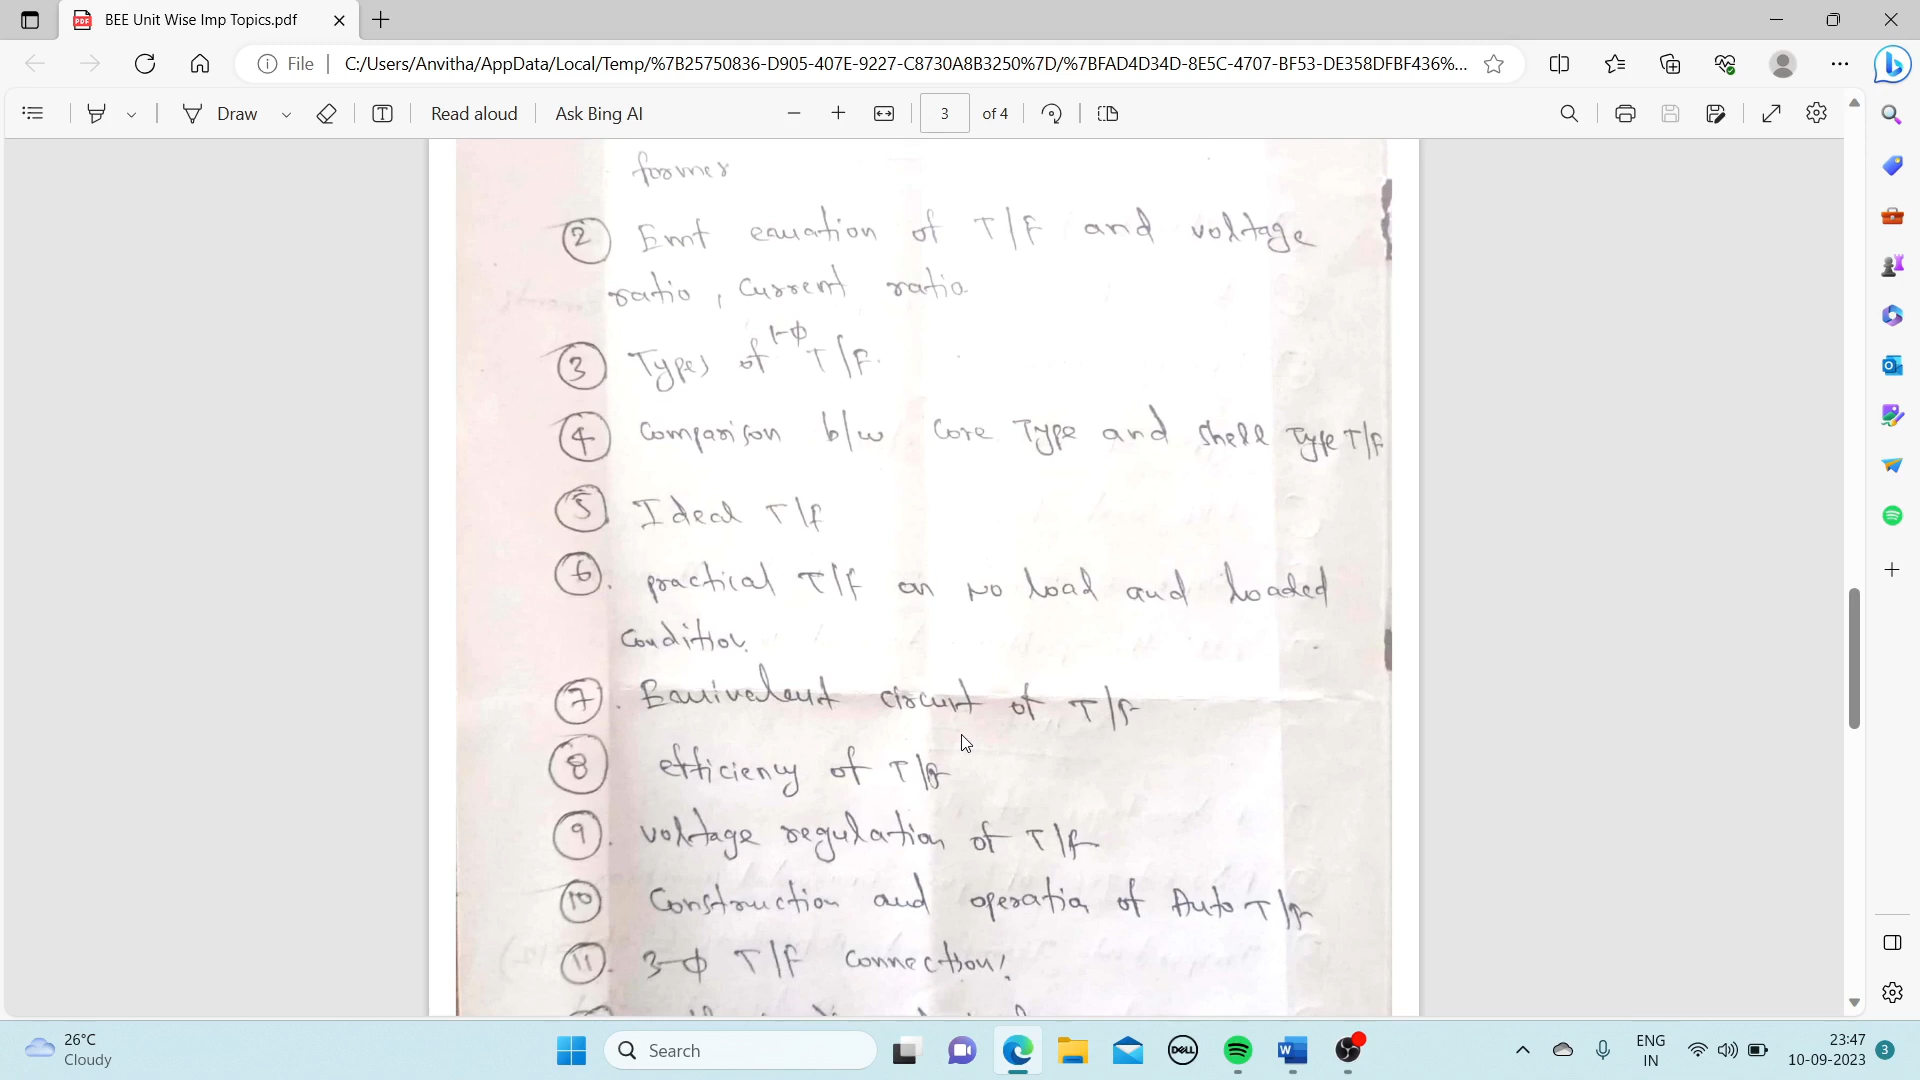 BEE Unit Wise Imp Topics.pdf
File
C:/Users/Anvitha/AppData/Local/Temp/%7B25750836-D905-407E-9227-C8730A8B3250%7D/%7BFAD4D34D-8E5C-4707-BF53-DE358DFBF436%...
Draw
Read aloud
Ask Bing AI
3 of 4
former
2 Emf equation of T/F and voltage
ratio, Current ratio
3 Types of 1-ф T/F.
4 Comparison b/w Core Type and Shell Type T/F
5 Ideal T/f
6. practical T/f on No load and loaded
condition.
7. Equivalent circuit of T/F
8 efficiency of T/F
9. voltage regulation of T/F
10 Construction and operation of Auto T/F
11. 3-ф T/F Connection!
26°C
Cloudy
Search
DELL
ENG
IN
23:47
10-09-2023
3